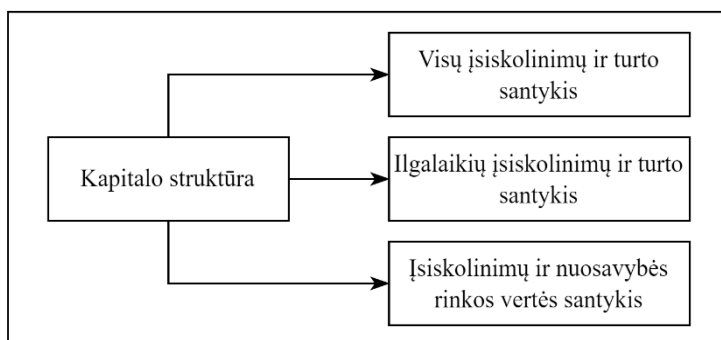 Visų įsiskolinimų ir turto
santykis
Kapitalo struktūra
Ilgalaikių įsiskolinimų ir turto
santykis
Įsiskolinimų ir nuosavybės
rinkos vertės santykis